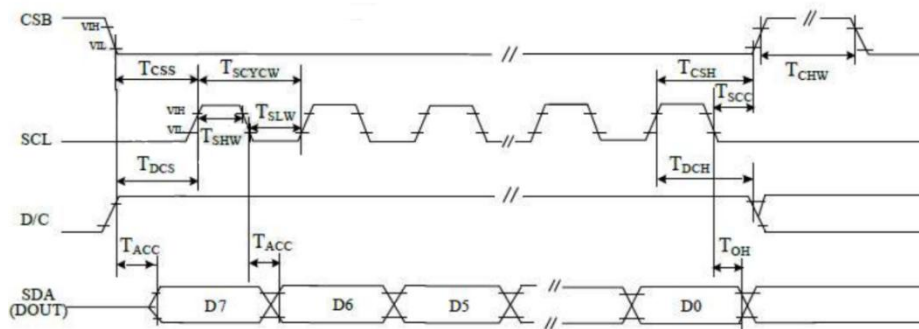 CSB
VIH
VIL
TCSS
TSCYCW
TCSH
TCHW
TSCC
SCL
VIH
VIL
TSHW
TSLW
TDCS
TDCH
D/C
TACC
TACC
TOH
SDA
(DOUT)
D7
D6
D5
D0